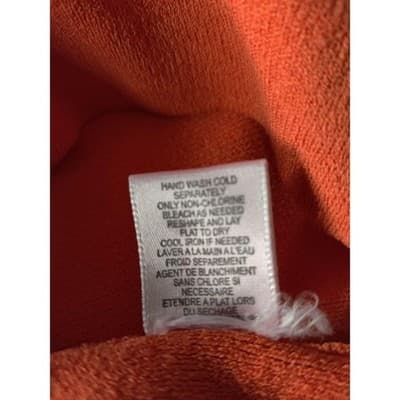 HAND WASH COLD
SEPARATELY
ONLY NON-CHLORINE
BLEACH AS NEEDED
RESHAPE AND LAY
FLAT TO DRY
COOL IRON IF NEEDED
LAVER A LA MAIN A L'EAU
FROID SEPAREMENT
AGENT DE BLANCHIMENT
SANS CHLORE SI
NECESSAIRE
ETENDRE A PLAT LORS
DU SECHAGE